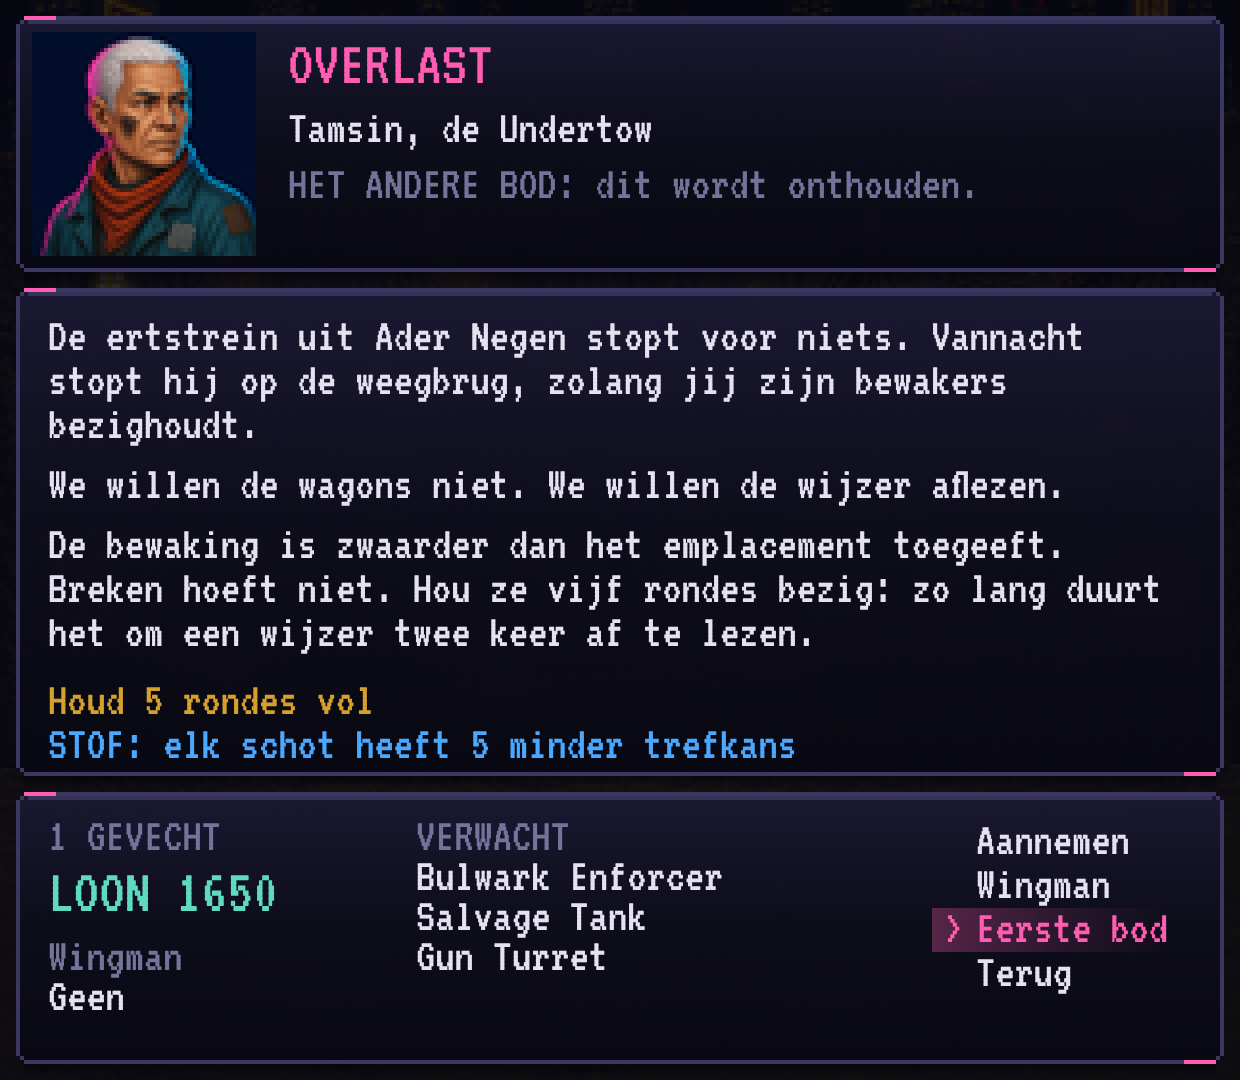 OVERLAST
Tamsin, de Undertow
HET ANDERE BOD: dit wordt onthouden.
De ertstrein uit Ader Negen stopt voor niets. Vannacht
stopt hij op de weegbrug, zolang jij zijn bewakers
bezighoudt.
We willen de wagons niet. We willen de wijzer aflezen.
De bewaking is zwaarder dan het emplacement toegeeft.
Breken hoeft niet. Hou ze vijf rondes bezig: zo lang duurt
het om een wijzer twee keer af te lezen.
Houd 5 rondes vol
STOF: elk schot heeft 5 minder trefkans
1 GEVECHT
LOON 1650
Wingman
Geen
VERWACHT
Bulwark Enforcer
Salvage Tank
Gun Turret
Aannemen
Wingman
> Eerste bod
Terug